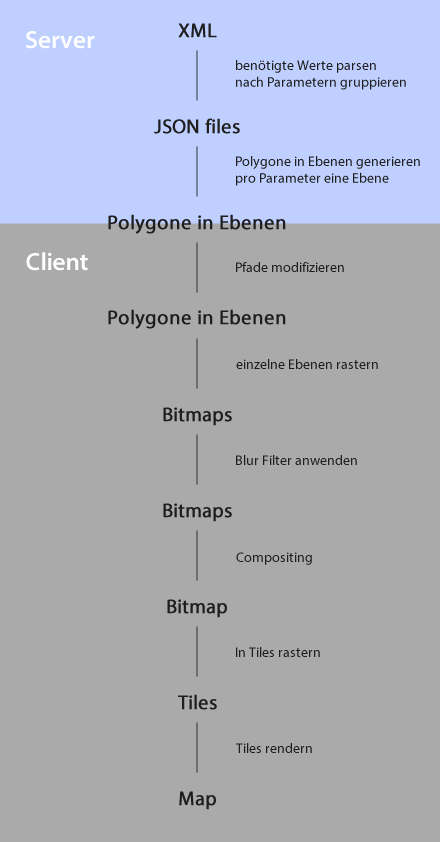 Server
XML
benötigte Werte parsen
nach Parametern gruppieren
JSON files
Polygone in Ebenen generieren
pro Parameter eine Ebene
Polygone in Ebenen
Client
Pfade modifizieren
Polygone in Ebenen
einzelne Ebenen rastern
Bitmaps
Blur Filter anwenden
Bitmaps
Compositing
Bitmap
In Tiles rastern
Tiles
Tiles rendern
Map